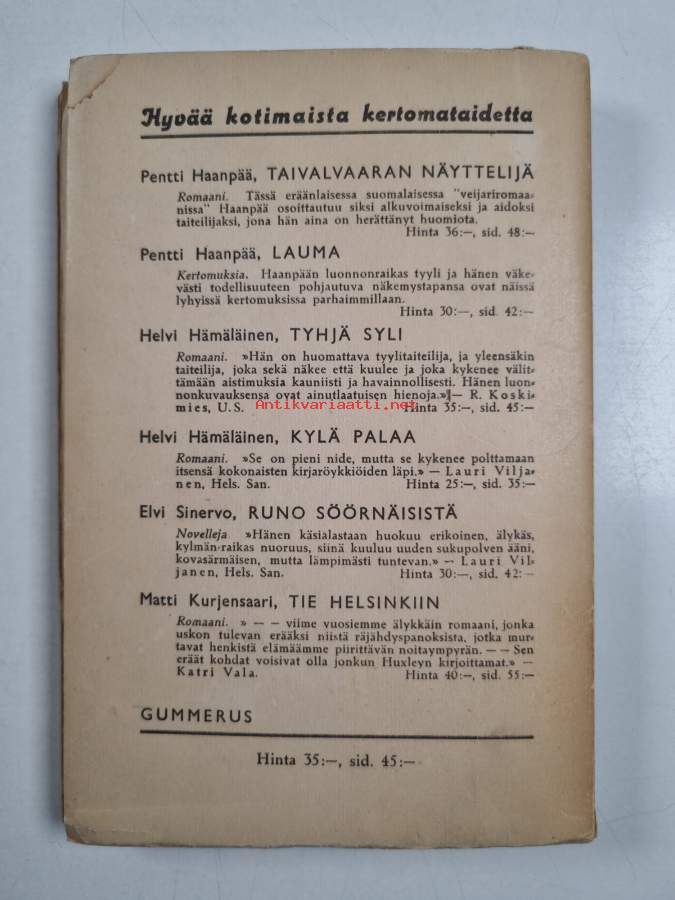 Hyvää kotimaista kertomataidetta
Pentti Haanpää, TAIVALVAARAN NÄYTTELIJÄ
Romaani. Tässä eräänlaisessa suomalaisessa "veijariromaa-
nissa" Haanpää osoittautuu siksi alkuvoimaiseksi ja aidoksi
taiteilijaksi, jona hän aina on herättänyt huomiota.
Hinta 36:—, sid. 48:—
Pentti Haanpää, LAUMA
Kertomuksia. Haanpään luonnonraikas tyyli ja hänen väke-
västi todellisuuteen pohjautuva näkemystapansa ovat näissä
lyhyissä kertomuksissa parhaimmillaan.
Hinta 30:—, sid. 42:—
Helvi Hämäläinen, TYHJÄ SYLI
Romaani. »Hän on huomattava tyylitaiteilija, ja yleensäkin
taiteilija, joka sekä näkee että kuulee ja joka kykenee välit-
tämään aistimuksia kauniisti ja havainnollisesti. Hänen luon-
nonkuvauksensa ovat ainutlaatuisen hienoja.» — R. Koski-
mies, U. S. Hinta 35:—, sid. 45:—
Antikvariaatti.net
Helvi Hämäläinen, KYLÄ PALAA
Romaani. »Se on pieni nide, mutta se kykenee polttamaan
itsensä kokonaisten kirjaröykkiöiden läpi.» — Lauri Vilja-
nen, Hels. San. Hinta 25:—, sid. 35:—
Elvi Sinervo, RUNO SÖÖRNÄISISTÄ
Novelleja »Hänen käsialastaan huokuu erikoinen, älykäs,
kylmän-raikas nuoruus, siinä kuuluu uuden sukupolven ääni,
kovasärmäisen, mutta lämpimästi tuntevan.» — Lauri Vil-
janen, Hels. San. Hinta 30:—, sid. 42:—
Matti Kurjensaari, TIE HELSINKIIN
Romaani. » — — viime vuosiemme älykkäin romaani, jonka
uskon tulevan erääksi niistä räjähdyspanoksista, jotka mur-
tavat henkistä elämäämme piirittävän noitaympyrän. — — Sen
eräät kohdat voisivat olla jonkun Huxleyn kirjoittamat.» —
Katri Vala. Hinta 40:—, sid. 55:—
GUMMERUS
Hinta 35:—, sid. 45:—